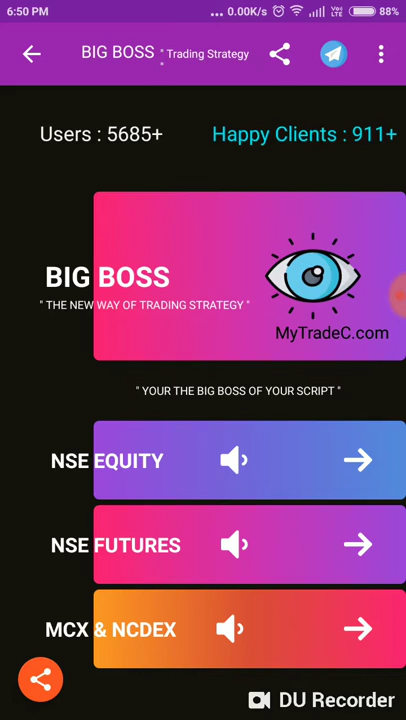 6:50 PM ... 0.00K/s VoLTE 88%
BIG BOSS " Trading Strategy "
Users : 5685+ Happy Clients : 911+
BIG BOSS
" THE NEW WAY OF TRADING STRATEGY "
MyTradeC.com
" YOUR THE BIG BOSS OF YOUR SCRIPT "
NSE EQUITY
NSE FUTURES
MCX & NCDEX
DU Recorder